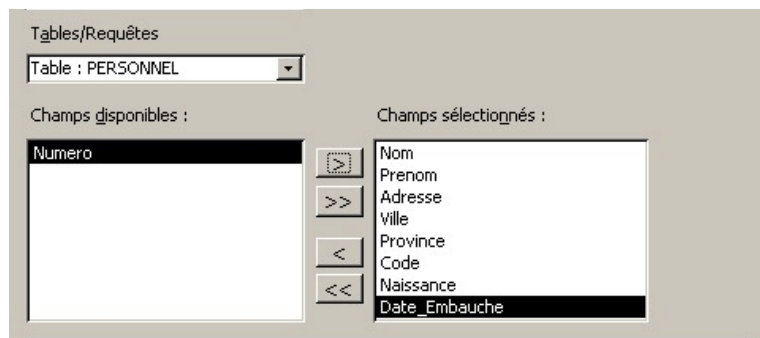 Tables/Requêtes
Table : PERSONNEL
Champs disponibles :
Champs sélectionnés :
Numero
>
>>
<
<<
Nom
Prenom
Adresse
Ville
Province
Code
Naissance
Date_Embauche